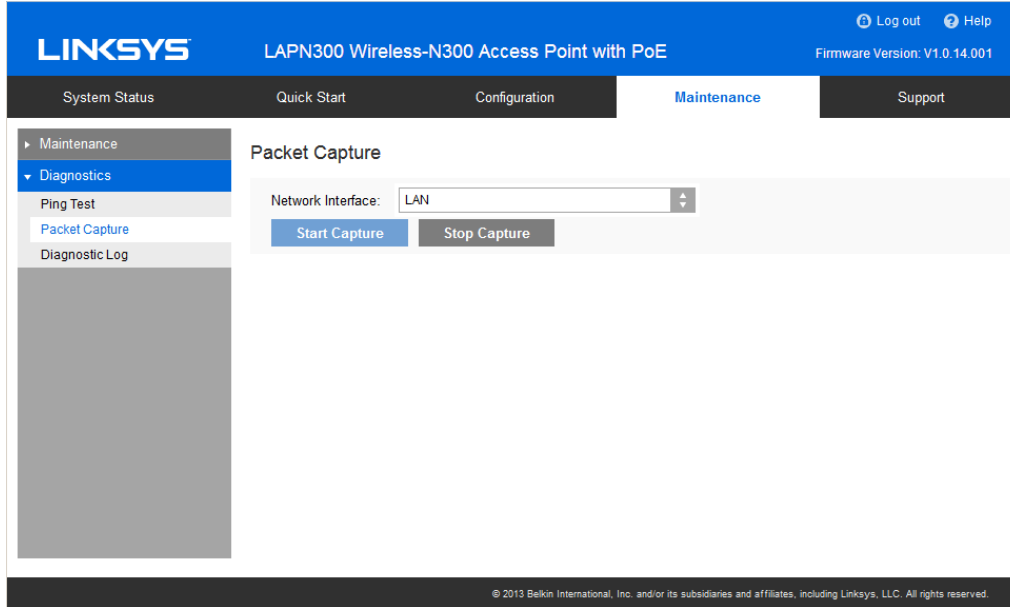 Log out Help
LINKSYS LAPN300 Wireless-N300 Access Point with PoE Firmware Version: V1.0.14.001
System Status Quick Start Configuration Maintenance Support
Maintenance
Diagnostics
Ping Test
Packet Capture
Diagnostic Log
Packet Capture
Network Interface: LAN
Start Capture Stop Capture
© 2013 Belkin International, Inc. and/or its subsidiaries and affiliates, including Linksys, LLC. All rights reserved.